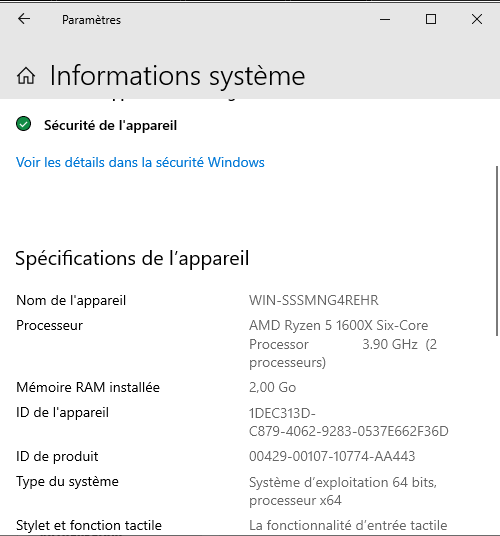 Paramètres
Informations système
Sécurité de l'appareil
Voir les détails dans la sécurité Windows
Spécifications de l’appareil
Nom de l'appareil WIN-SSSMNG4REHR
Processeur AMD Ryzen 5 1600X Six-Core
Processor 3.90 GHz (2
processeurs)
Mémoire RAM installée 2,00 Go
ID de l'appareil 1DEC313D-
C879-4062-9283-0537E662F36D
ID de produit 00429-00107-10774-AA443
Type du système Système d’exploitation 64 bits,
processeur x64
Stylet et fonction tactile La fonctionnalité d’entrée tactile